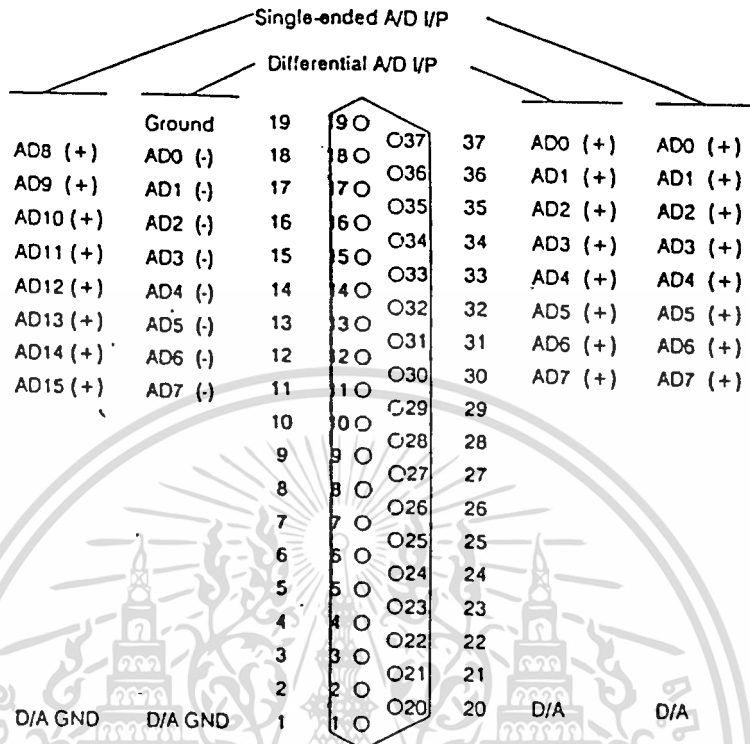 Single-ended A/D I/P
Differential A/D I/P
Ground 19 19 O
O37 37 AD0 (+) AD0 (+)
AD8 (+) AD0 (-) 18 18 O
O36 36 AD1 (+) AD1 (+)
AD9 (+) AD1 (-) 17 17 O
O35 35 AD2 (+) AD2 (+)
AD10 (+) AD2 (-) 16 16 O
O34 34 AD3 (+) AD3 (+)
AD11 (+) AD3 (-) 15 15 O
O33 33 AD4 (+) AD4 (+)
AD12 (+) AD4 (-) 14 14 O
O32 32 AD5 (+) AD5 (+)
AD13 (+) AD5 (-) 13 13 O
O31 31 AD6 (+) AD6 (+)
AD14 (+) AD6 (-) 12 12 O
O30 30 AD7 (+) AD7 (+)
AD15 (+) AD7 (-) 11 11 O
O29 29
10 10 O
O28 28
9 9 O
O27 27
8 8 O
O26 26
7 7 O
O25 25
6 6 O
O24 24
5 5 O
O23 23
4 4 O
O22 22
3 3 O
O21 21
2 2 O
O20 20 D/A D/A
D/A GND D/A GND 1 1 O